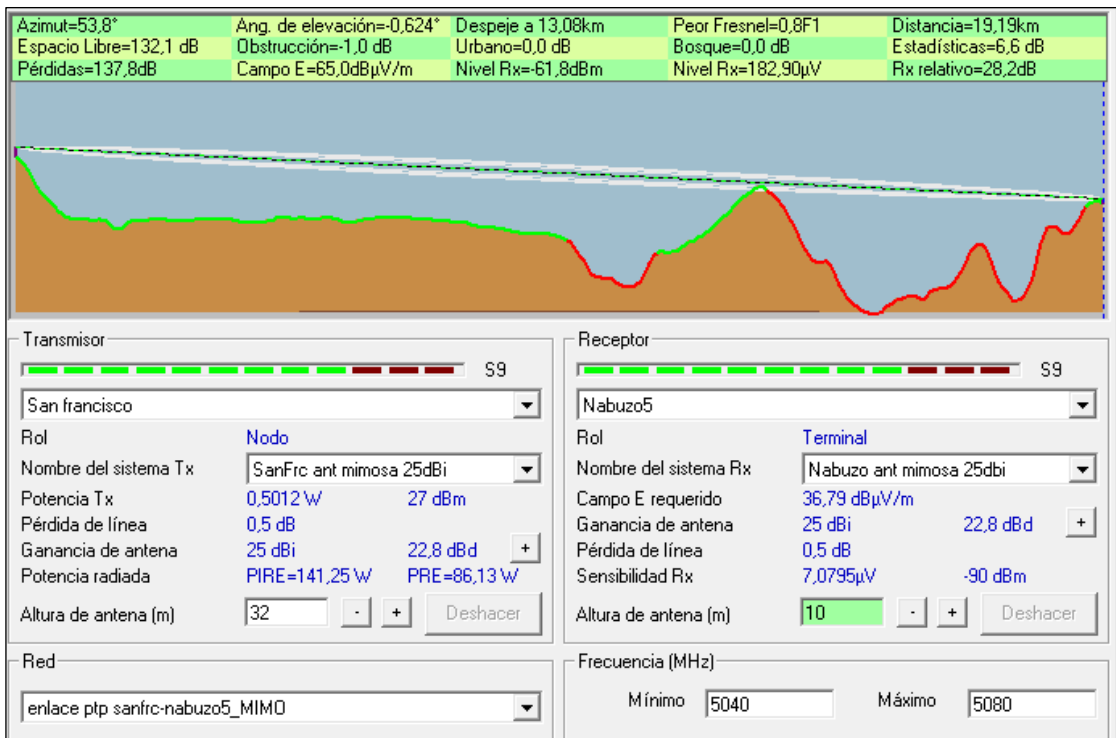 Azimut=53,8° Ang. de elevación=-0,624° Despeje a 13,08km Peor Fresnel=0,8F1 Distancia=19,19km
Espacio Libre=132,1 dB Obstrucción=-1,0 dB Urbano=0,0 dB Bosque=0,0 dB Estadísticas=6,6 dB
Pérdidas=137,8dB Campo E=65,0dBµV/m Nivel Rx=-61,8dBm Nivel Rx=182,90µV Rx relativo=28,2dB
Transmisor
S9
San francisco
Rol Nodo
Nombre del sistema Tx SanFrc ant mimosa 25dBi
Potencia Tx 0,5012 W 27 dBm
Pérdida de línea 0,5 dB
Ganancia de antena 25 dBi 22,8 dBd +
Potencia radiada PIRE=141,25 W PRE=86,13 W
Altura de antena (m) 32 - + Deshacer
Receptor
S9
Nabuzo5
Rol Terminal
Nombre del sistema Rx Nabuzo ant mimosa 25dbi
Campo E requerido 36,79 dBµV/m
Ganancia de antena 25 dBi 22,8 dBd +
Pérdida de línea 0,5 dB
Sensibilidad Rx 7,0795µV -90 dBm
Altura de antena (m) 10 - + Deshacer
Red
enlace ptp sanfrc-nabuzo5_MIMO
Frecuencia (MHz)
Mínimo 5040 Máximo 5080